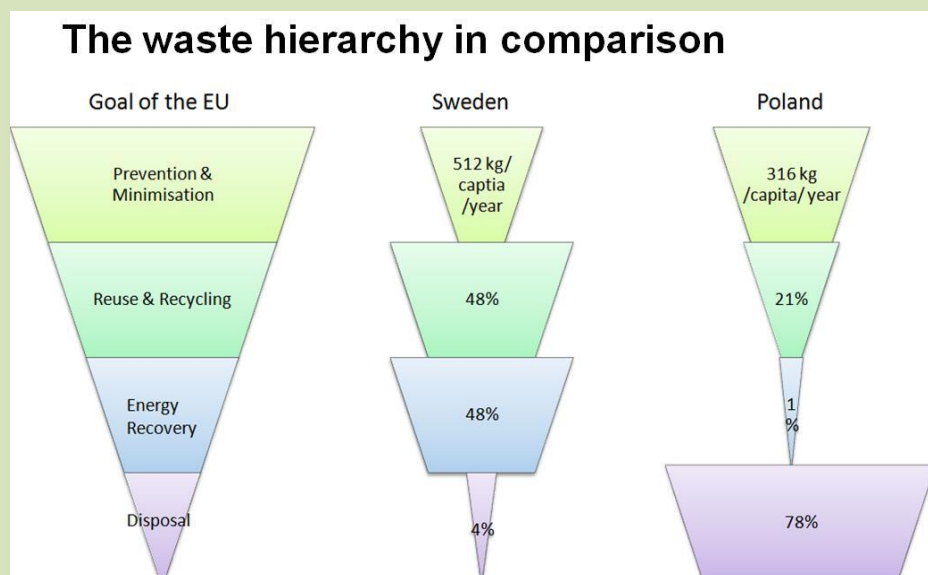 The waste hierarchy in comparison
Goal of the EU
Sweden
Poland
Prevention &
Minimisation
512 kg/
captia
/year
316 kg
/capita/ year
Reuse & Recycling
48%
21%
Energy
Recovery
48%
1
%
Disposal
4%
78%